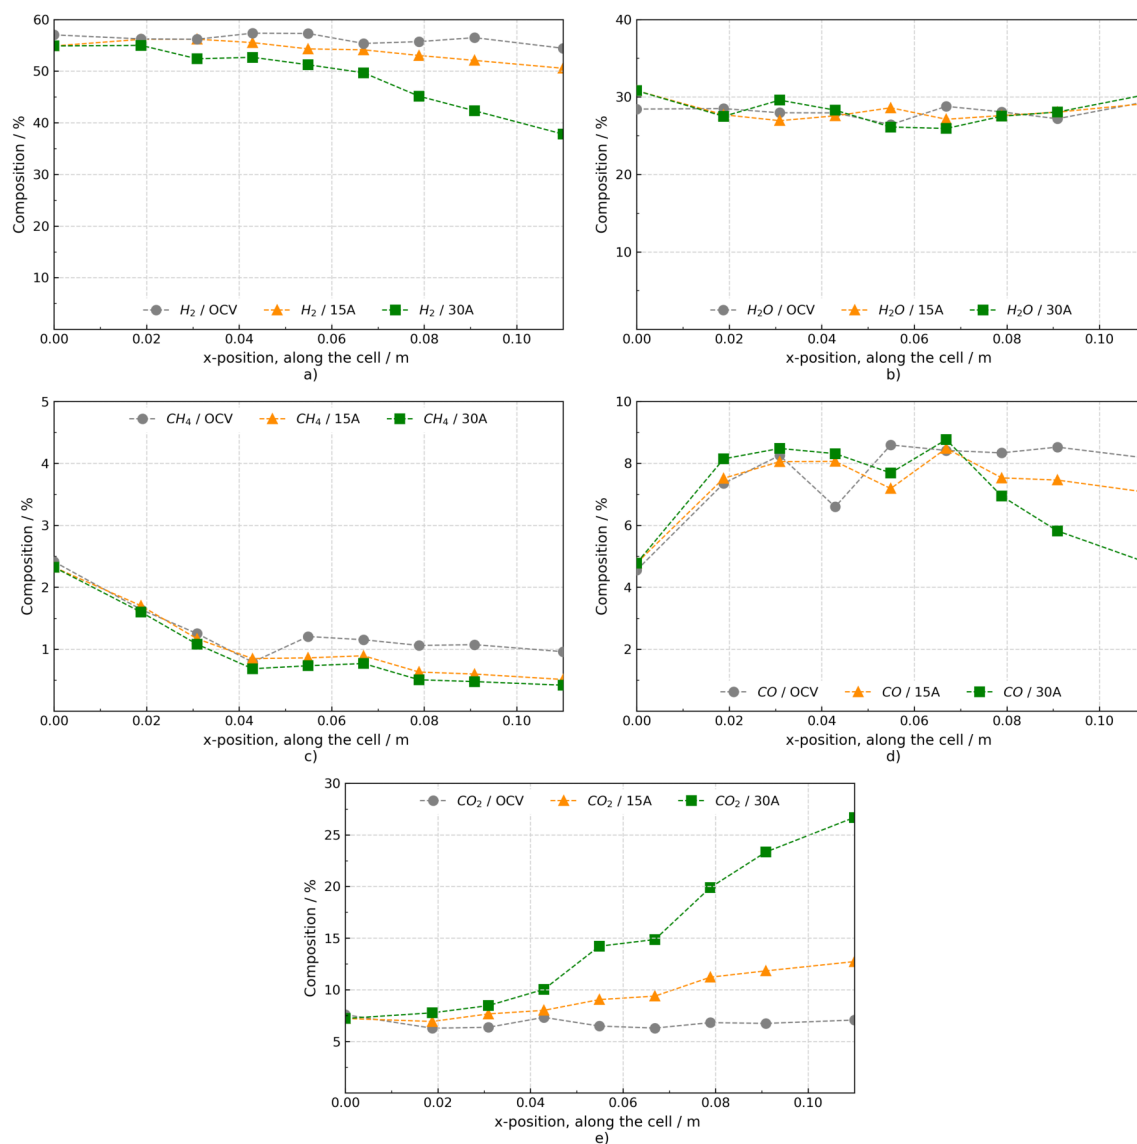 60
50
40
30
20
10
0.00 0.02 0.04 0.06 0.08 0.10
Composition / %
H2 / OCV H2 / 15A H2 / 30A
x-position, along the cell / m
a)
40
30
20
10
0.00 0.02 0.04 0.06 0.08 0.10
Composition / %
H2O / OCV H2O / 15A H2O / 30A
x-position, along the cell / m
b)
CH4 / OCV CH4 / 15A CH4 / 30A
5
4
3
2
1
0.00 0.02 0.04 0.06 0.08 0.10
Composition / %
x-position, along the cell / m
c)
10
8
6
4
2
0.00 0.02 0.04 0.06 0.08 0.10
Composition / %
CO / OCV CO / 15A CO / 30A
x-position, along the cell / m
d)
CO2 / OCV CO2 / 15A CO2 / 30A
30
25
20
15
10
5
0.00 0.02 0.04 0.06 0.08 0.10
Composition / %
x-position, along the cell / m
e)